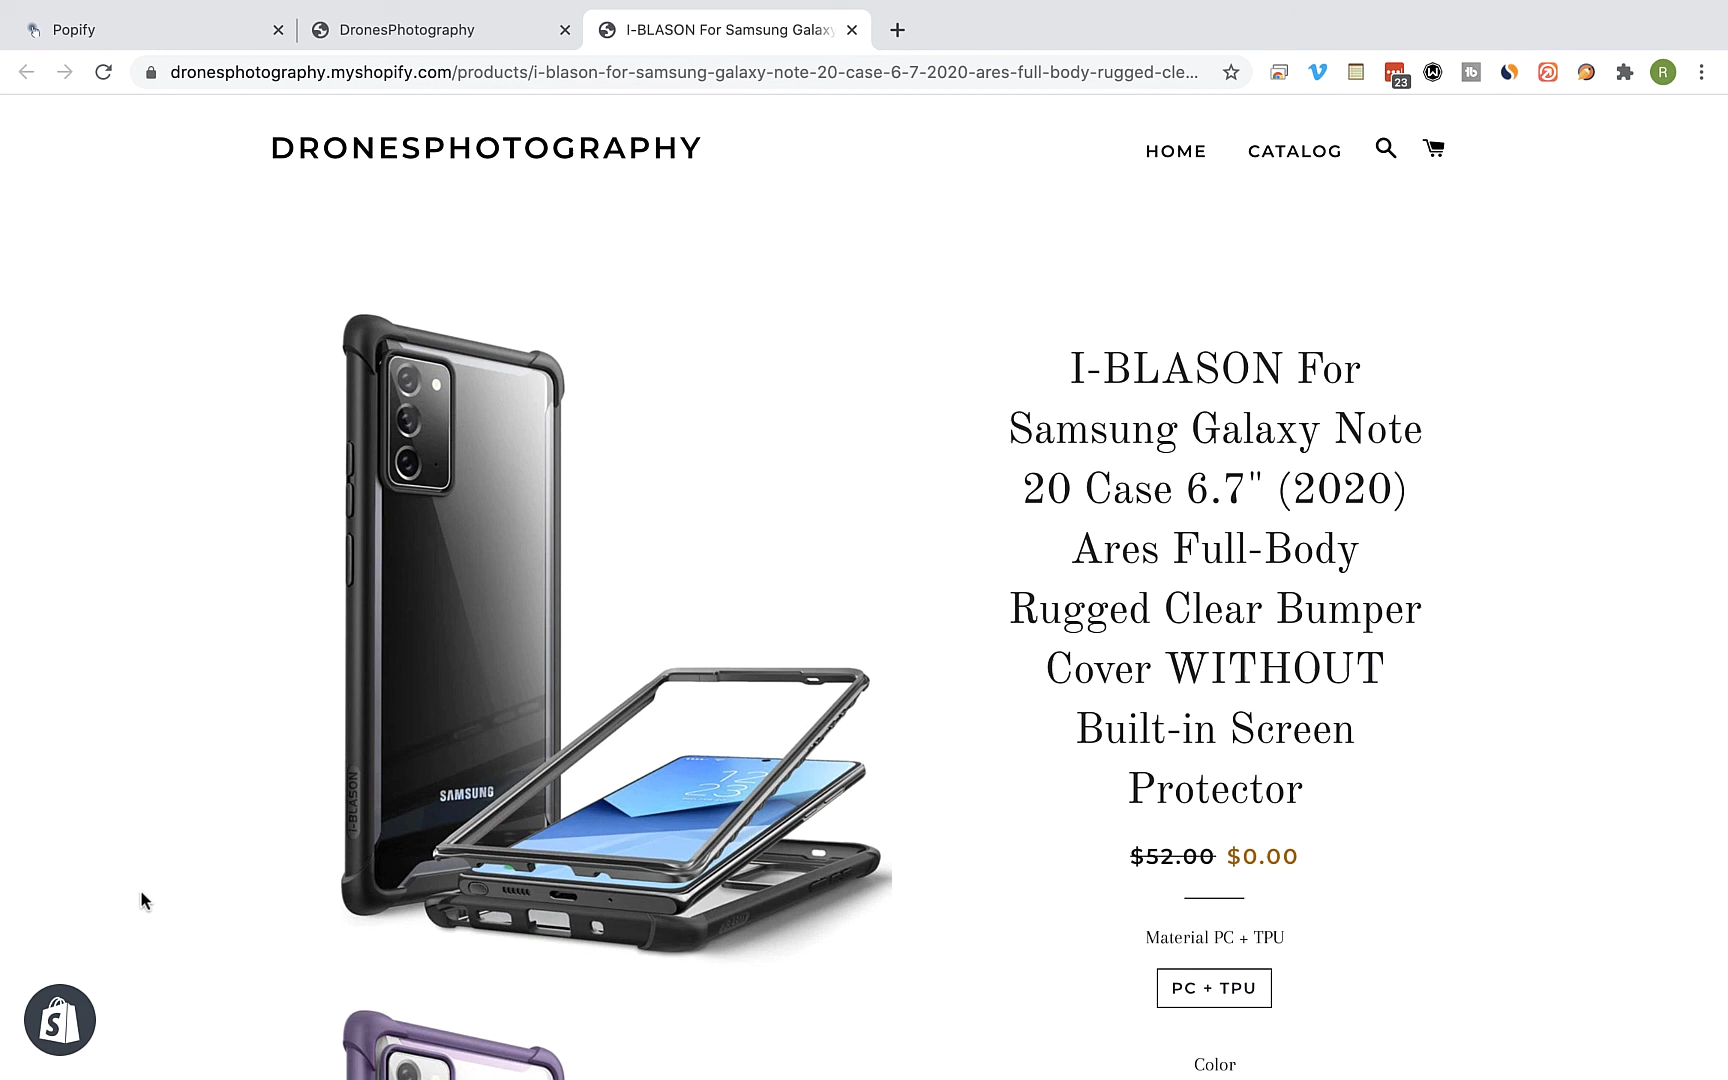 Popify
DronesPhotography
I-BLASON For Samsung Galaxy
dronesphotography.myshopify.com/products/i-blason-for-samsung-galaxy-note-20-case-6-7-2020-ares-full-body-rugged-cle...
23
R
DRONESPHOTOGRAPHY
HOME
CATALOG
I-BLASON For
Samsung Galaxy Note
20 Case 6.7" (2020)
Ares Full-Body
Rugged Clear Bumper
Cover WITHOUT
Built-in Screen
Protector
$52.00 $0.00
Material PC + TPU
PC + TPU
Color
SAMSUNG
I-BLASON
12
23